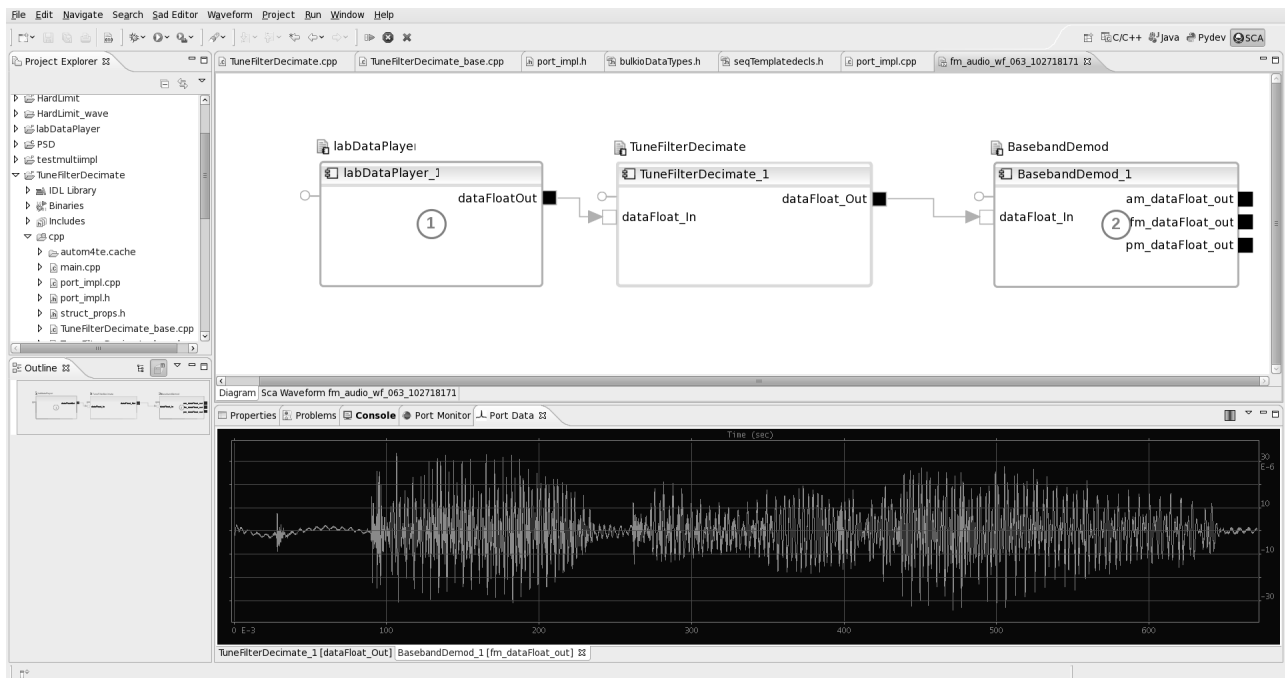 File Edit Navigate Search Sad Editor Waveform Project Run Window Help
C/C++ Java Pydev SCA
Project Explorer
TuneFilterDecimate.cpp TuneFilterDecimate_base.cpp port_impl.h bulkioDataTypes.h seqTemplatedecls.h port_impl.cpp fm_audio_wf_063_102718171
HardLimit
HardLimit_wave
labDataPlayer
PSD
testmultiimpl
TuneFilterDecimate
IDL Library
Binaries
Includes
cpp
autom4te.cache
main.cpp
port_impl.cpp
port_impl.h
struct_props.h
TuneFilterDecimate_base.cpp
labDataPlayer
labDataPlayer_1
dataFloatOut
1
TuneFilterDecimate
TuneFilterDecimate_1
dataFloat_Out
dataFloat_In
BasebandDemod
BasebandDemod_1
am_dataFloat_out
dataFloat_In
2
fm_dataFloat_out
pm_dataFloat_out
Outline
Diagram Sca Waveform fm_audio_wf_063_102718171
Properties Problems Console Port Monitor Port Data
Time (sec)
30
E-6
10
-10
-30
0 E-3 100 200 300 400 500 600
TuneFilterDecimate_1 [dataFloat_Out] BasebandDemod_1 [fm_dataFloat_out]